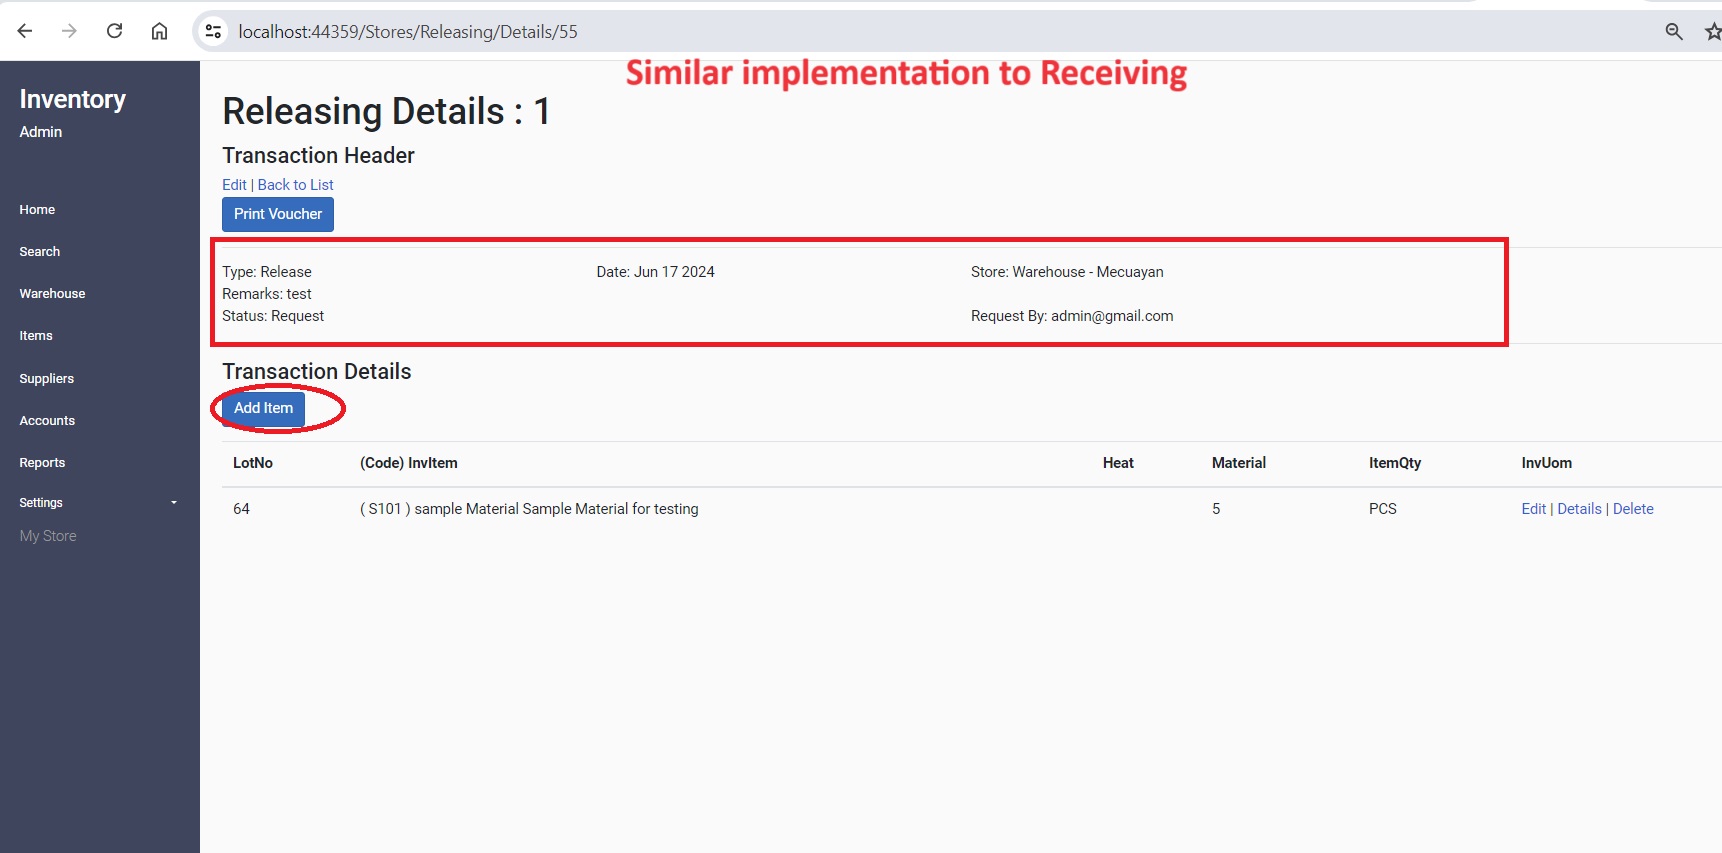 localhost:44359/Stores/Releasing/Details/55
Similar implementation to Receiving
Inventory
Admin
Home
Search
Warehouse
Items
Suppliers
Accounts
Reports
Settings
My Store
Releasing Details : 1
Transaction Header
Edit | Back to List
Print Voucher
Type: Release Date: Jun 17 2024 Store: Warehouse - Mecuayan
Remarks: test
Status: Request Request By: admin@gmail.com
Transaction Details
Add Item
LotNo (Code) InvItem Heat Material ItemQty InvUom
64 ( S101 ) sample Material Sample Material for testing 5 PCS Edit | Details | Delete